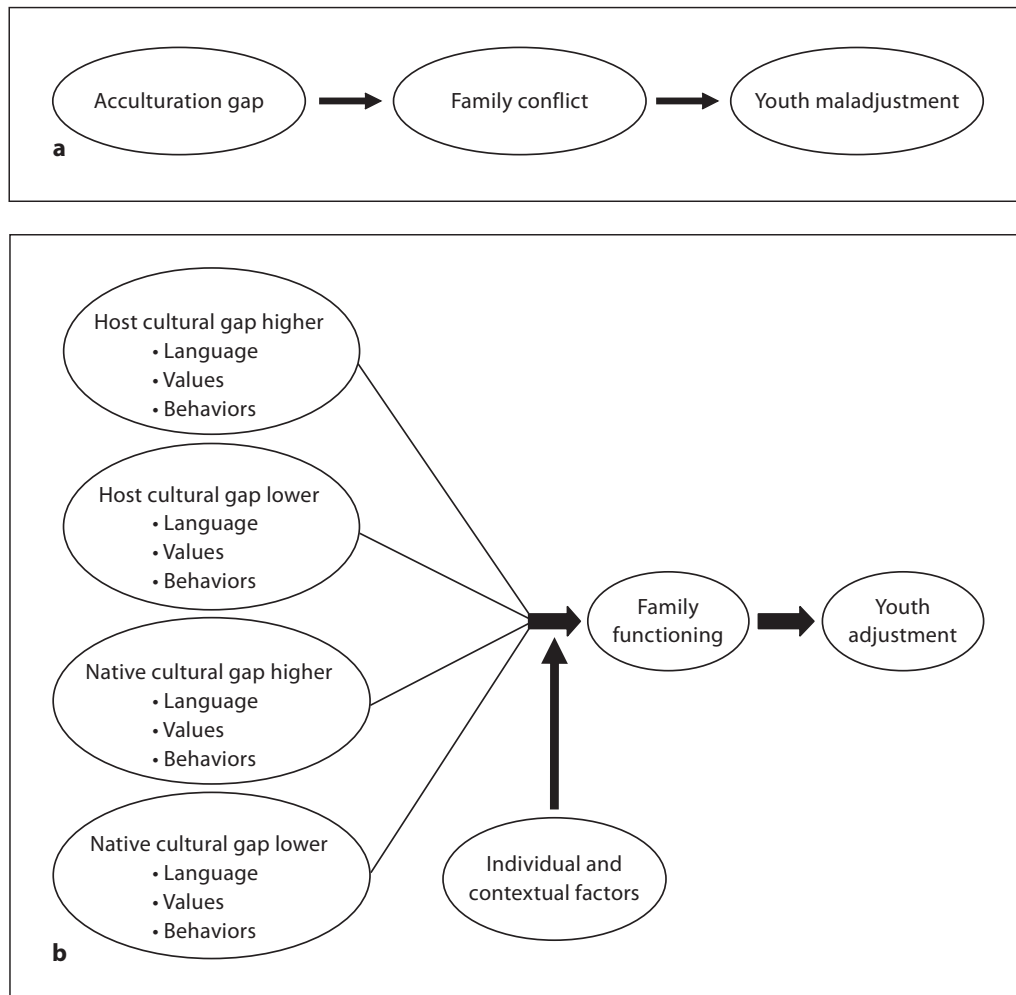 Acculturation gap
Family conflict
Youth maladjustment
a
Host cultural gap higher
• Language
• Values
• Behaviors
Host cultural gap lower
• Language
• Values
• Behaviors
Native cultural gap higher
• Language
• Values
• Behaviors
Native cultural gap lower
• Language
• Values
• Behaviors
Family
functioning
Youth
adjustment
Individual and
contextual factors
b